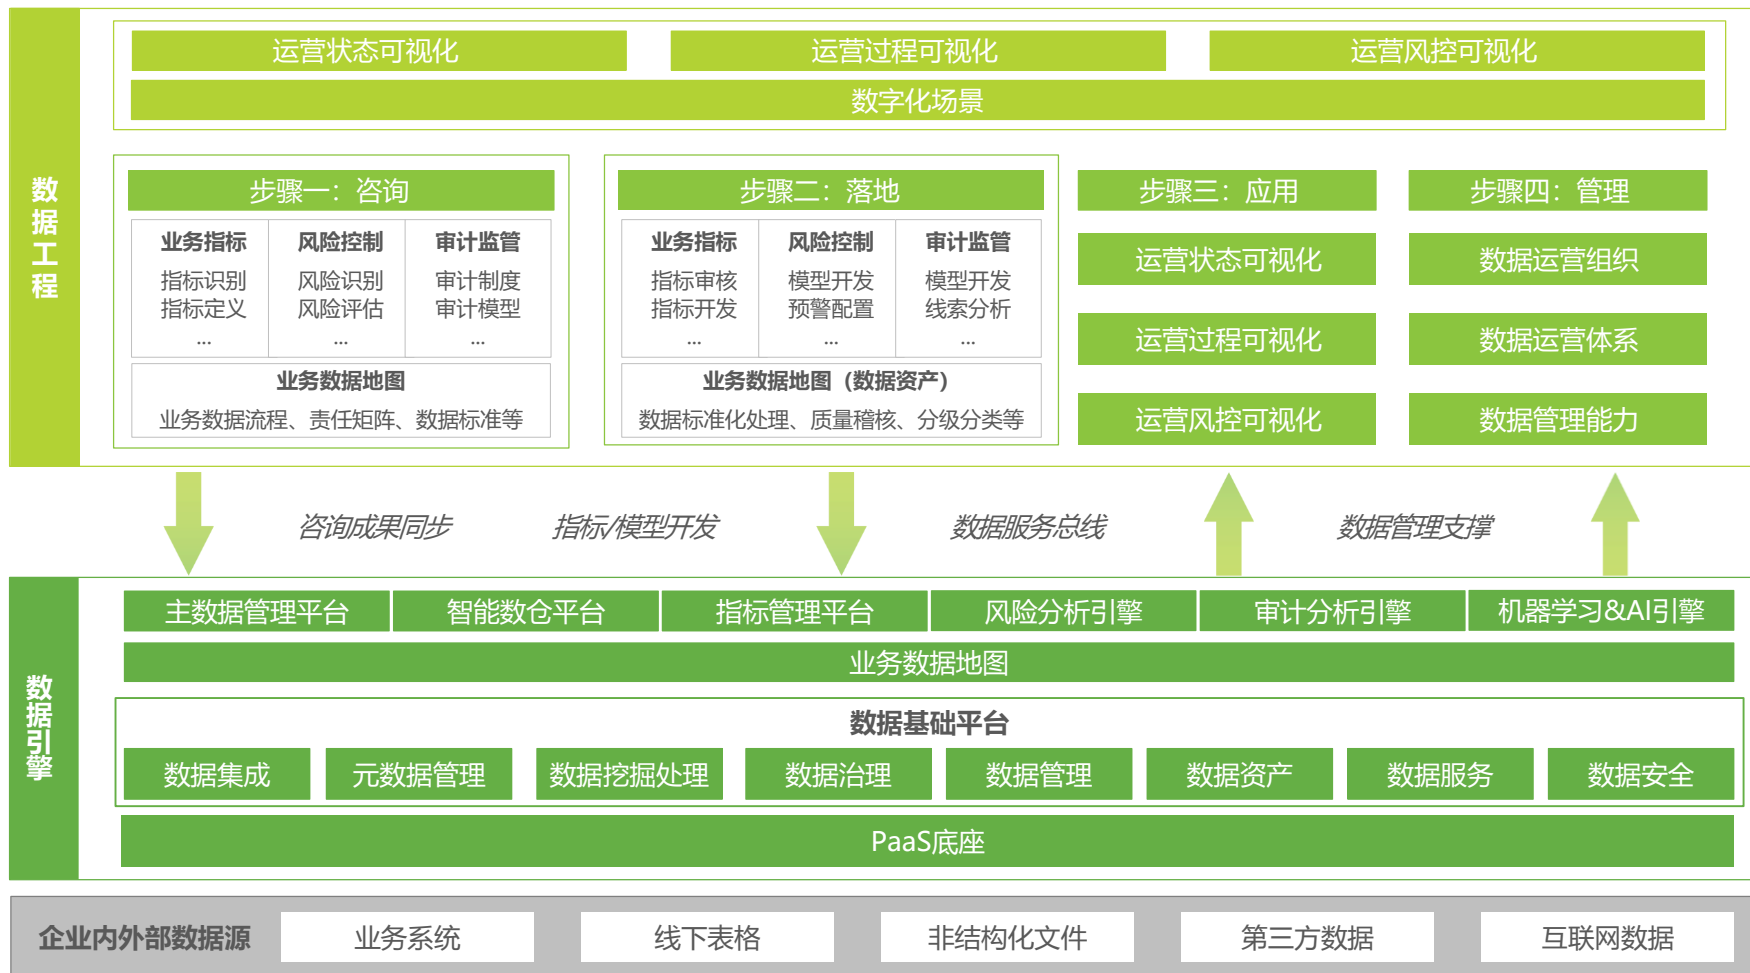 数据工程
运营状态可视化
运营过程可视化
运营风控可视化
数字化场景
步骤一：咨询
业务指标
指标识别
指标定义
...
风险控制
风险识别
风险评估
...
审计监管
审计制度
审计模型
...
业务数据地图
业务数据流程、责任矩阵、数据标准等
步骤二：落地
业务指标
指标审核
指标开发
...
风险控制
模型开发
预警配置
...
审计监管
模型开发
线索分析
...
业务数据地图（数据资产）
数据标准化处理、质量稽核、分级分类等
步骤三：应用
运营状态可视化
运营过程可视化
运营风控可视化
步骤四：管理
数据运营组织
数据运营体系
数据管理能力
咨询成果同步
指标/模型开发
数据服务总线
数据管理支撑
数据引擎
主数据管理平台
智能数仓平台
指标管理平台
风险分析引擎
审计分析引擎
机器学习&AI引擎
业务数据地图
数据基础平台
数据集成
元数据管理
数据挖掘处理
数据治理
数据管理
数据资产
数据服务
数据安全
PaaS底座
企业内外部数据源
业务系统
线下表格
非结构化文件
第三方数据
互联网数据